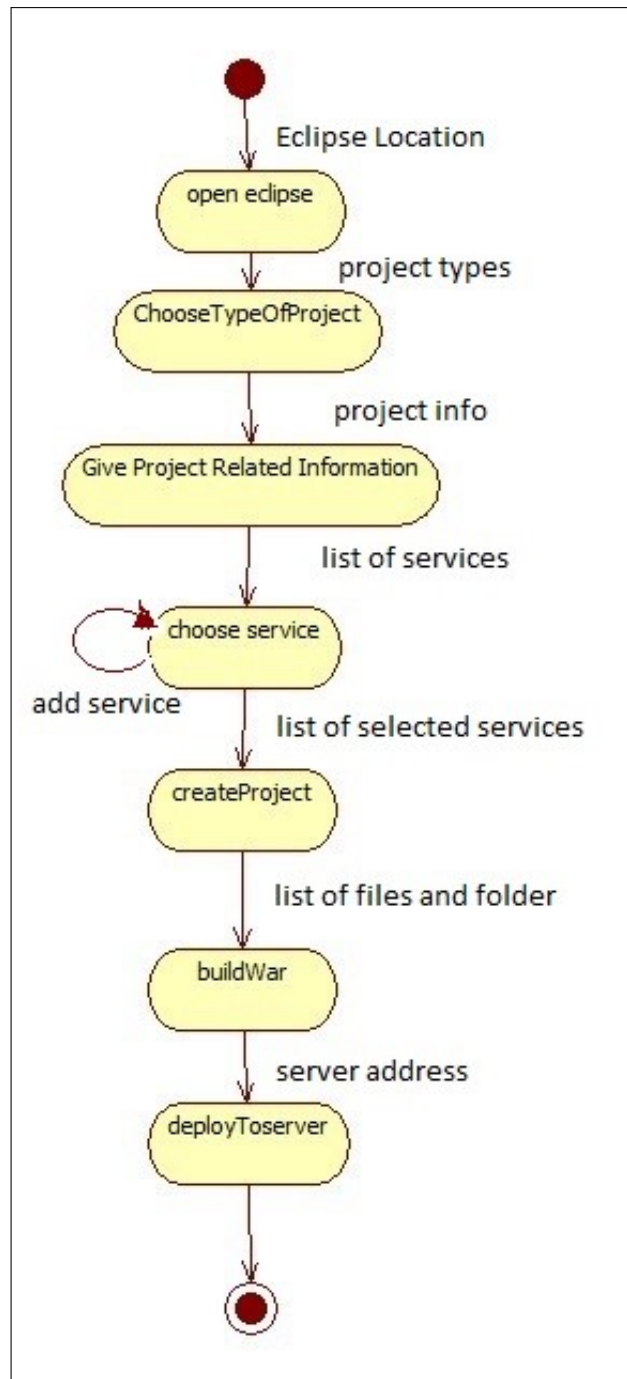 Eclipse Location
open eclipse
project types
ChooseTypeOfProject
project info
Give Project Related Information
list of services
choose service
add service
list of selected services
createProject
list of files and folder
buildWar
server address
deployToserver